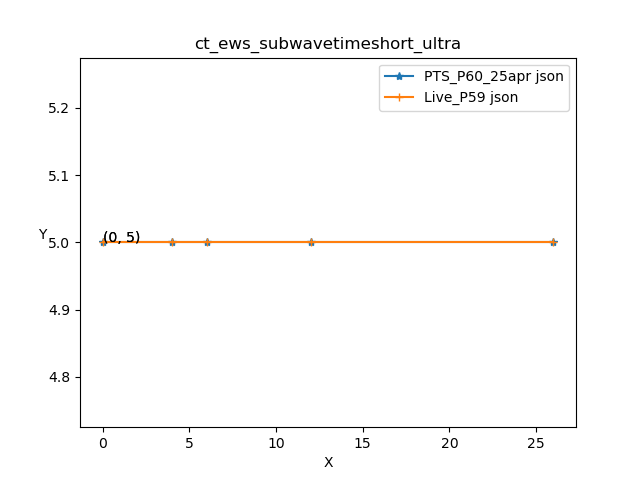 ct_ews_subwavetimeshort_ultra
PTS_P60_25apr json
Live_P59 json
5.2
5.1
Y
5.0
(0, 5)
4.9
4.8
0 5 10 15 20 25
X